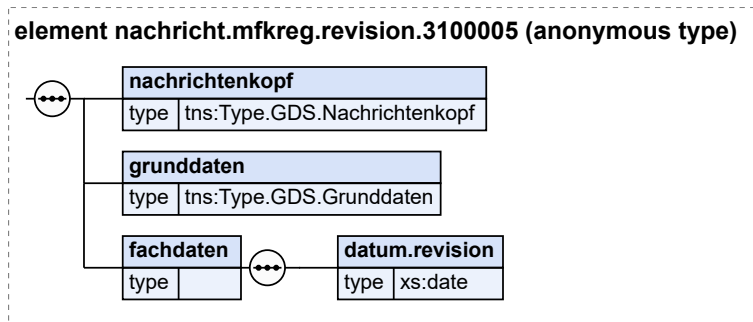 element nachricht.mfkreg.revision.3100005 (anonymous type)
nachrichtenkopf
type tns:Type.GDS.Nachrichtenkopf
grunddaten
type tns:Type.GDS.Grunddaten
fachdaten
type
datum.revision
type xs:date